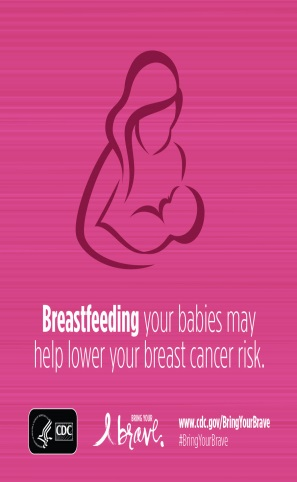 Breastfeeding your babies may
help lower your breast cancer risk.
CDC
BRING YOUR
brave.
www.cdc.gov/BringYourBrave
#BringYourBrave